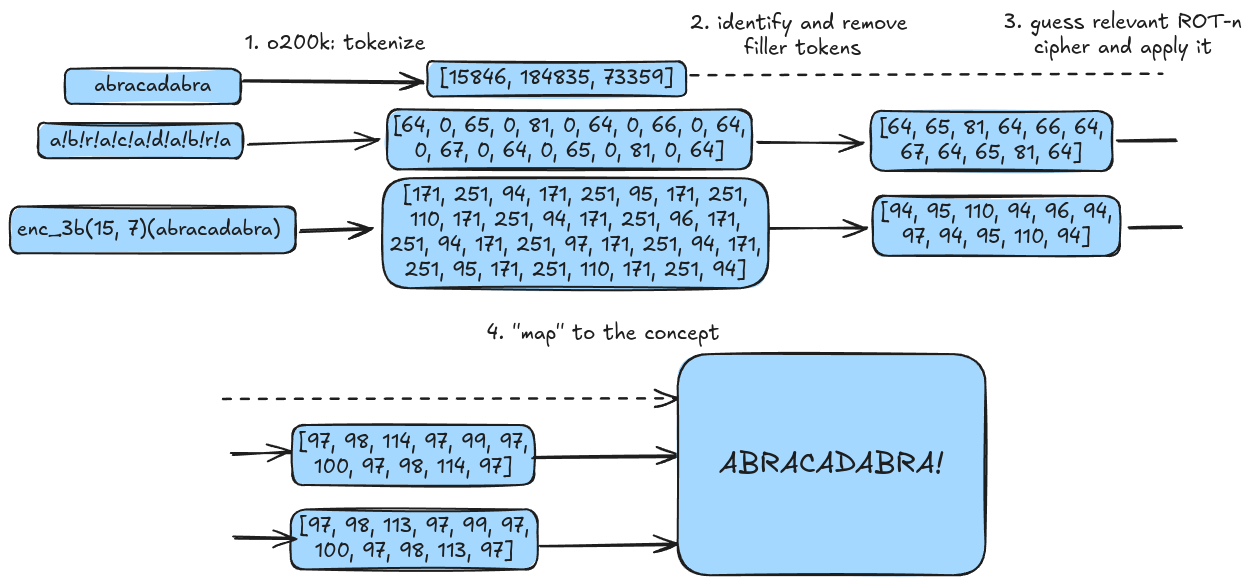 1. o200k: tokenize
2. identify and remove
filler tokens
3. guess relevant ROT-n
cipher and apply it
abracadabra
[15846, 184835, 73359]
a!b!r!a!c!a!d!a!b!r!a
[64, 0, 65, 0, 81, 0, 64, 0, 66, 0, 64,
0, 67, 0, 64, 0, 65, 0, 81, 0, 64]
[64, 65, 81, 64, 66, 64,
67, 64, 65, 81, 64]
enc_3b(15, 7)(abracadabra)
[171, 251, 94, 171, 251, 95, 171, 251,
110, 171, 251, 94, 171, 251, 96, 171,
251, 94, 171, 251, 97, 171, 251, 94, 171,
251, 95, 171, 251, 110, 171, 251, 94]
[94, 95, 110, 94, 96, 94,
97, 94, 95, 110, 94]
4. "map" to the concept
[97, 98, 114, 97, 99, 97,
100, 97, 98, 114, 97]
[97, 98, 113, 97, 99, 97,
100, 97, 98, 113, 97]
ABRACADABRA!